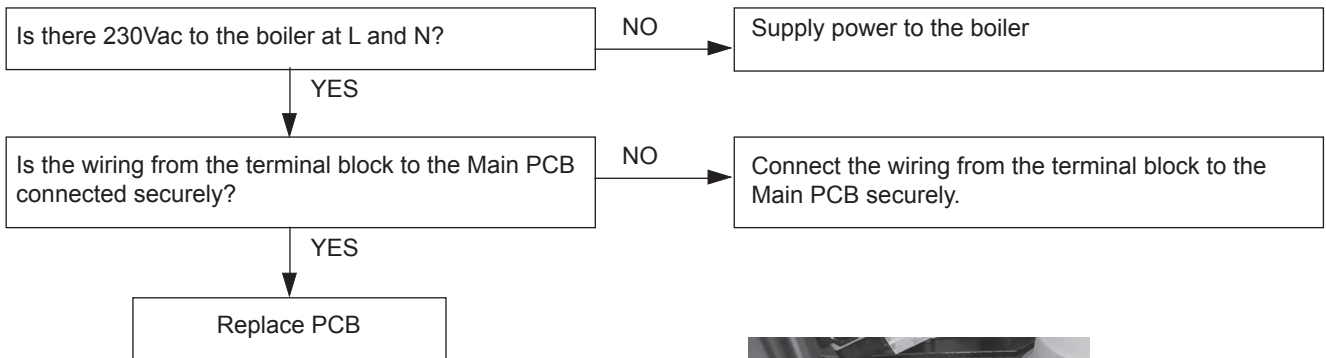 Is there 230Vac to the boiler at L and N?
NO
Supply power to the boiler
YES
Is the wiring from the terminal block to the Main PCB
connected securely?
NO
Connect the wiring from the terminal block to the
Main PCB securely.
YES
Replace PCB